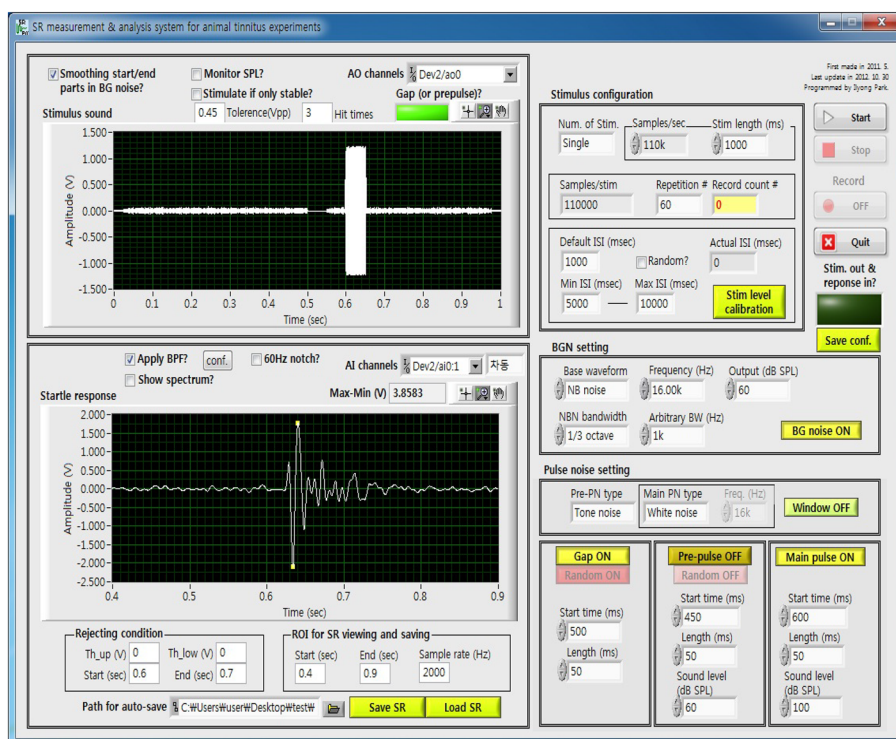 SR measurement & analysis system for animal tinnitus experiments
Smoothing start/end
parts in BG noise?
Monitor SPL?
Stimulate if only stable?
AO channels Dev2/ao0
Gap (or prepulse)?
Stimulus sound
0.45 Tolerence(Vpp) 3 Hit times
Amplitude (V)
1.500
1.000
0.500
0.000
-0.500
-1.000
-1.500
0 0.1 0.2 0.3 0.4 0.5 0.6 0.7 0.8 0.9 1
Time (sec)
Apply BPF? conf. 60Hz notch?
Show spectrum?
AI channels Dev2/ai0:1 자동
Startle response
Max-Min (V) 3.8583
Amplitude (V)
2.000
1.500
1.000
0.500
0.000
-0.500
-1.000
-1.500
-2.000
-2.500
0.4 0.5 0.6 0.7 0.8 0.9
Time (sec)
Rejecting condition
Th_up (V) 0 Th_low (V) 0
Start (sec) 0.6 End (sec) 0.7
ROI for SR viewing and saving
Start (sec) End (sec) Sample rate (Hz)
0.4 0.9 2000
Path for auto-save C:₩Users₩user₩Desktop₩test₩ Save SR Load SR
First made in 2011. 5.
Last update in 2012. 10. 30
Programmed by Ilyong Park.
Stimulus configuration
Num. of Stim. Samples/sec Stim length (ms)
Single 110k 1000
Samples/stim Repetition # Record count #
110000 60 0
Default ISI (msec) Actual ISI (msec)
1000 Random? 0
Min ISI (msec) Max ISI (msec)
5000 10000
Stim level
calibration
Start
Stop
Record
OFF
Quit
Stim. out &
reponse in?
Save conf.
BGN setting
Base waveform Frequency (Hz) Output (dB SPL)
NB noise 16.00k 60
NBN bandwidth Arbitrary BW (Hz)
1/3 octave 1k BG noise ON
Pulse noise setting
Pre-PN type Main PN type Freq. (Hz)
Tone noise White noise 16k Window OFF
Gap ON
Random ON
Start time (ms)
500
Length (ms)
50
Pre-pulse OFF
Random OFF
Start time (ms)
450
Length (ms)
50
Sound level
(dB SPL)
60
Main pulse ON
Start time (ms)
600
Length (ms)
50
Sound level
(dB SPL)
100